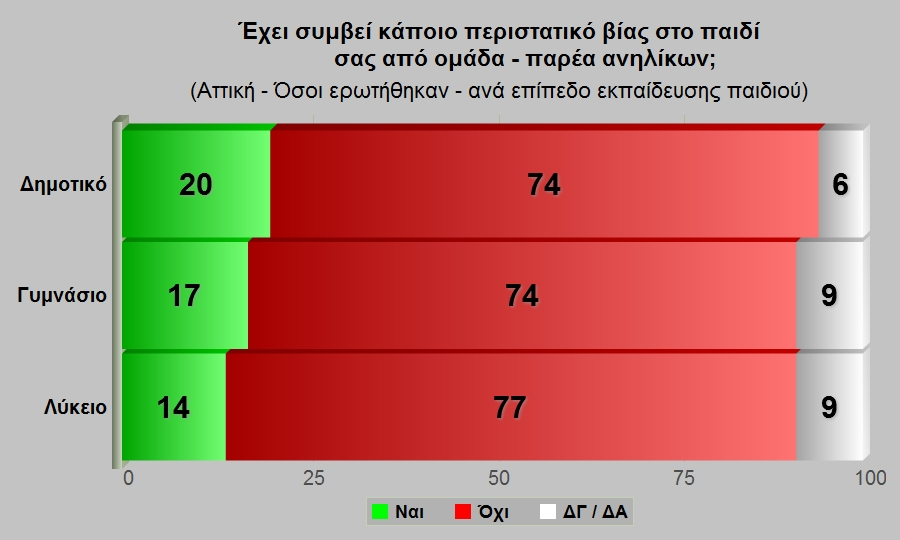 Έχει συμβεί κάποιο περιστατικό βίας στο παιδί
σας από ομάδα - παρέα ανηλίκων;
(Αττική - Όσοι ερωτήθηκαν - ανά επίπεδο εκπαίδευσης παιδιού)
Δημοτικό 20 74 6
Γυμνάσιο 17 74 9
Λύκειο 14 77 9
0 25 50 75 100
Ναι Όχι ΔΓ / ΔΑ